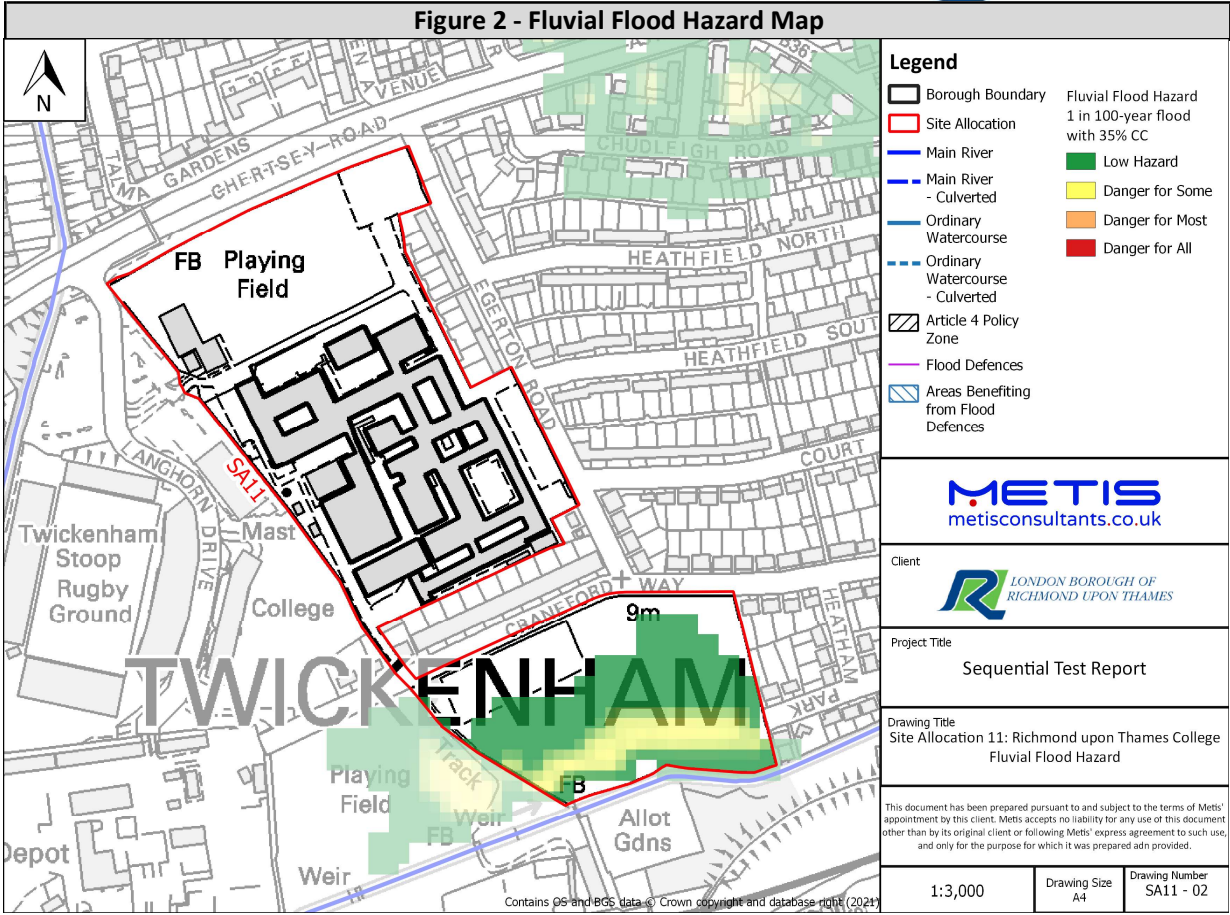 Figure 2 - Fluvial Flood Hazard Map
N
AVENUE
B361
TALMA
GARDENS
CHERTSEY ROAD
CHUDLEIGH ROAD
FB
Playing
Field
HEATHFIELD NORTH
EGERTON ROAD
HEATHFIELD SOUT
COURT
LANGHORN DRIVE
SA11
Mast
Twickenham
Stoop
Rugby
Ground
College
CRANEFORD WAY
9m
HEATHAM
PARK
TWICKENHAM
Track
Playing
Field
FB
Weir
FB
Allot
Gdns
Depot
Weir
Contains OS and BGS data © Crown copyright and database right (2021)
Legend
Borough Boundary
Site Allocation
Main River
Main River
- Culverted
Ordinary
Watercourse
Ordinary
Watercourse
- Culverted
Article 4 Policy
Zone
Flood Defences
Areas Benefiting
from Flood
Defences
Fluvial Flood Hazard
1 in 100-year flood
with 35% CC
Low Hazard
Danger for Some
Danger for Most
Danger for All
METIS
metisconsultants.co.uk
Client
LONDON BOROUGH OF
RICHMOND UPON THAMES
Project Title
Sequential Test Report
Drawing Title
Site Allocation 11: Richmond upon Thames College
Fluvial Flood Hazard
This document has been prepared pursuant to and subject to the terms of Metis'
appointment by this client. Metis accepts no liability for any use of this document
other than by its original client or following Metis' express agreement to such use,
and only for the purpose for which it was prepared adn provided.
1:3,000
Drawing Size
A4
Drawing Number
SA11 - 02